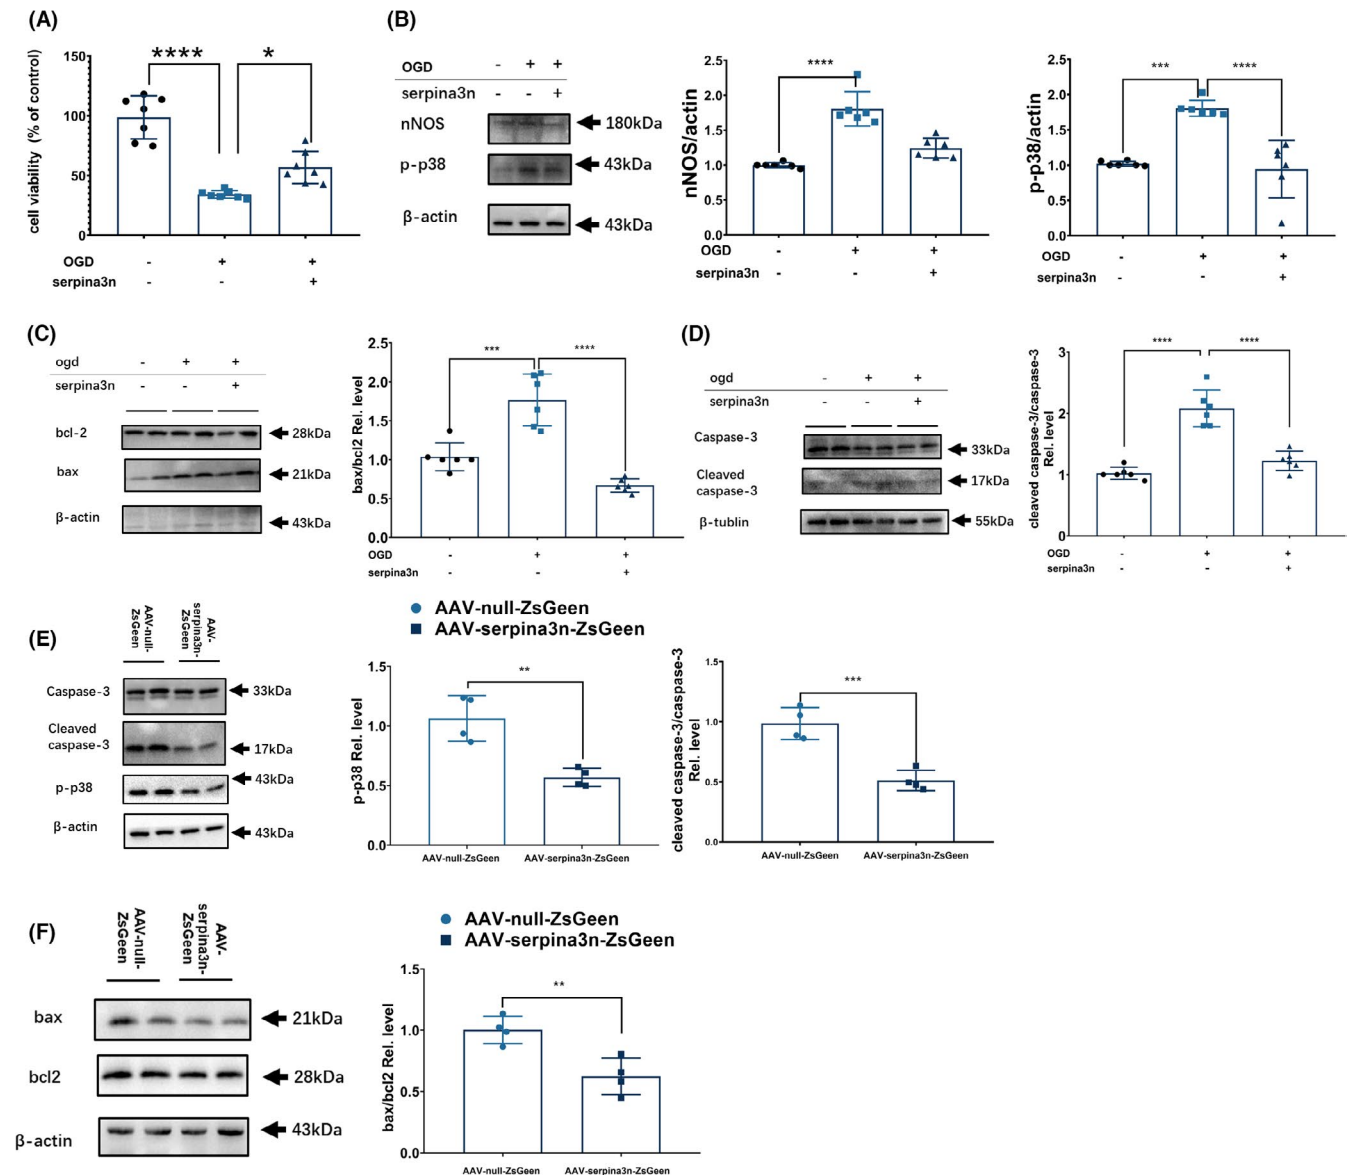 (A)
cell viability (% of control)
150
100
50
0
****
*
OGD - + +
serpina3n - - +
(B)
OGD - + +
serpina3n - - +
nNOS 180kDa
p-p38 43kDa
β-actin 43kDa
nNOS/actin
2.5
2.0
1.5
1.0
0.5
0.0
****
OGD - + +
serpina3n - - +
p-p38/actin
2.5
2.0
1.5
1.0
0.5
0.0
***
****
OGD - + +
serpina3n - - +
(C)
ogd - + +
serpina3n - - +
bcl-2 28kDa
bax 21kDa
β-actin 43kDa
bax/bcl2 Rel. level
2.5
2.0
1.5
1.0
0.5
0.0
***
****
OGD - + +
serpina3n - - +
(D)
ogd - + +
serpina3n - - +
Caspase-3 33kDa
Cleaved
caspase-3 17kDa
β-tublin 55kDa
cleaved caspase-3/caspase-3
Rel. level
3
2
1
0
****
****
OGD - + +
serpina3n - - +
(E)
AAV-null-
ZsGeen
AAV-
serpina3n-
ZsGeen
Caspase-3 33kDa
Cleaved
caspase-3 17kDa
p-p38 43kDa
β-actin 43kDa
AAV-null-ZsGeen
AAV-serpina3n-ZsGeen
p-p38 Rel. level
1.5
1.0
0.5
0.0
**
AAV-null-ZsGeen AAV-serpina3n-ZsGeen
cleaved caspase-3/caspase-3
Rel. level
1.5
1.0
0.5
0.0
***
AAV-null-ZsGeen AAV-serpina3n-ZsGeen
(F)
AAV-null-
ZsGeen
AAV-
serpina3n-
ZsGeen
bax 21kDa
bcl2 28kDa
β-actin 43kDa
AAV-null-ZsGeen
AAV-serpina3n-ZsGeen
bax/bcl2 Rel. level
1.5
1.0
0.5
0.0
**
AAV-null-ZsGeen AAV-serpina3n-ZsGeen